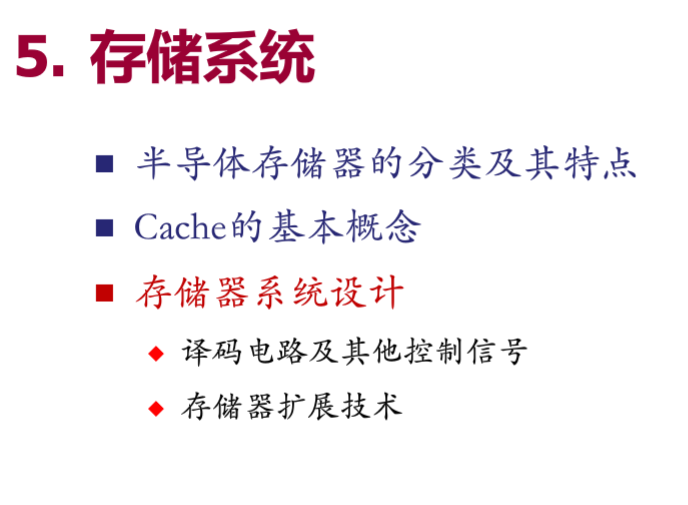 5. 存储系统
半导体存储器的分类及其特点
Cache的基本概念
存储器系统设计
译码电路及其他控制信号
存储器扩展技术